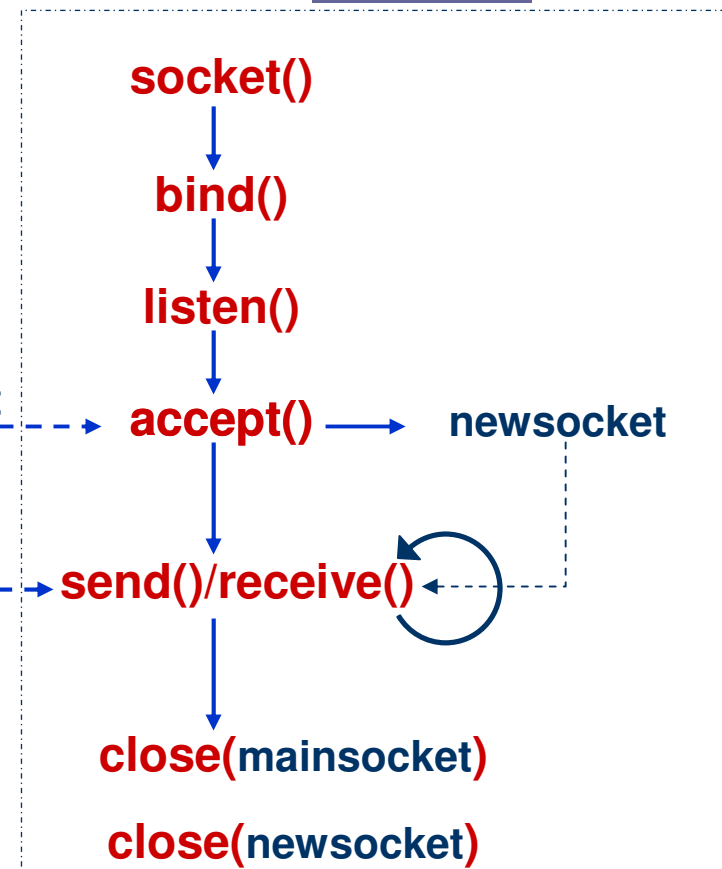 socket()
bind()
listen()
accept()
newsocket
send()/receive()
close(mainsocket)
close(newsocket)